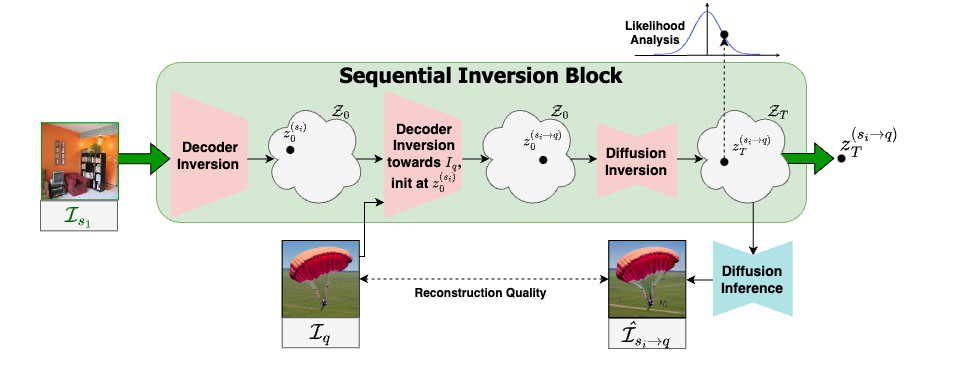 Likelihood
Analysis
Sequential Inversion Block
Decoder
Inversion
$\mathcal{Z}_0$
$z_0^{(s_i)}$
Decoder
Inversion
towards $I_q$,
init at $z_0^{(s_i)}$
$\mathcal{Z}_0$
$z_0^{(s_i \to q)}$
Diffusion
Inversion
$\mathcal{Z}_T$
$z_T^{(s_i \to q)}$
$z_T^{(s_i \to q)}$
$\mathcal{I}_{s_1}$
Reconstruction Quality
Diffusion
Inference
$\mathcal{I}_q$
$\hat{\mathcal{I}}_{s_i \to q}$